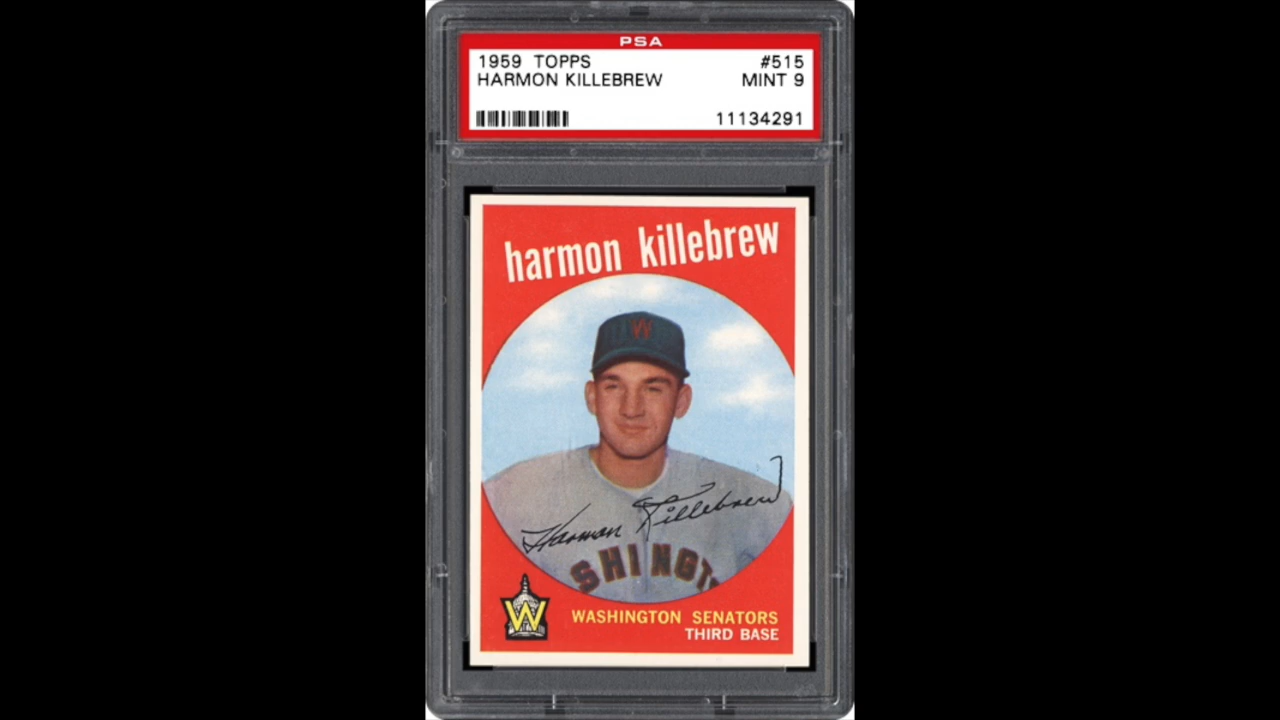 PSA
1959 TOPPS #515
HARMON KILLEBREW MINT 9
11134291
harmon killebrew
W
Harmon Killebrew
SHINGT
W
WASHINGTON SENATORS
THIRD BASE